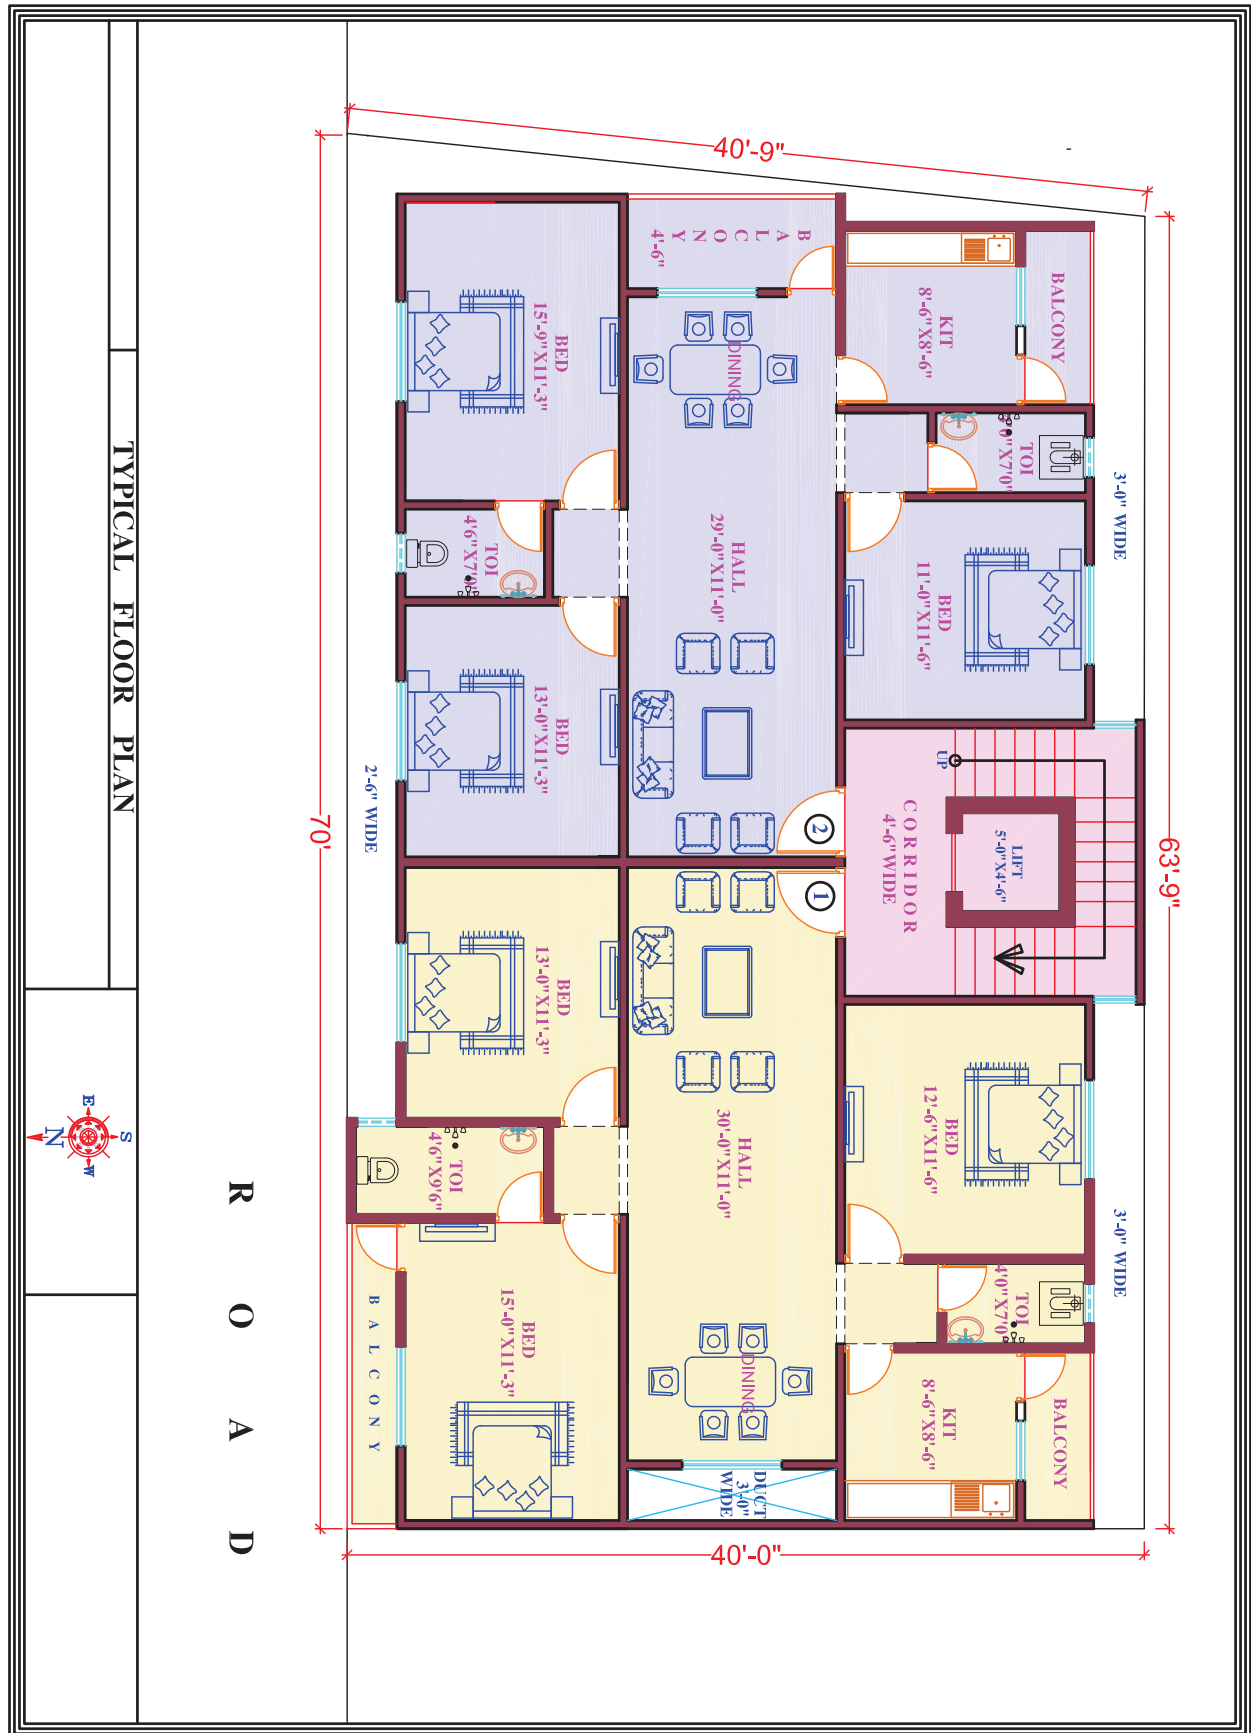 40'-9"
63'-9"
70'
40'-0"
BALCONY
4'-6"
BED
15'-9"X11'-3"
KIT
8'-6"X8'-6"
BALCONY
DINING
TOI
4'6"X7'0"
TOI
3'-0" WIDE
HALL
29'-0"X11'-0"
BED
11'-0"X11'-6"
BED
13'-0"X11'-3"
2'-6" WIDE
UP
CORRIDOR
4'-6"WIDE
LIFT
5'-0"X4'-6"
2
1
BED
13'-0"X11'-3"
HALL
30'-0"X11'-0"
BED
12'-6"X11'-6"
TOI
4'6"X9'6"
3'-0" WIDE
TOI
4'0"X7'0
BED
15'-0"X11'-3"
BALCONY
DINING
KIT
8'-6"X8'-6"
BALCONY
DUCT
3'-0"
WIDE
ROAD
TYPICAL FLOOR PLAN
E
S
N
W